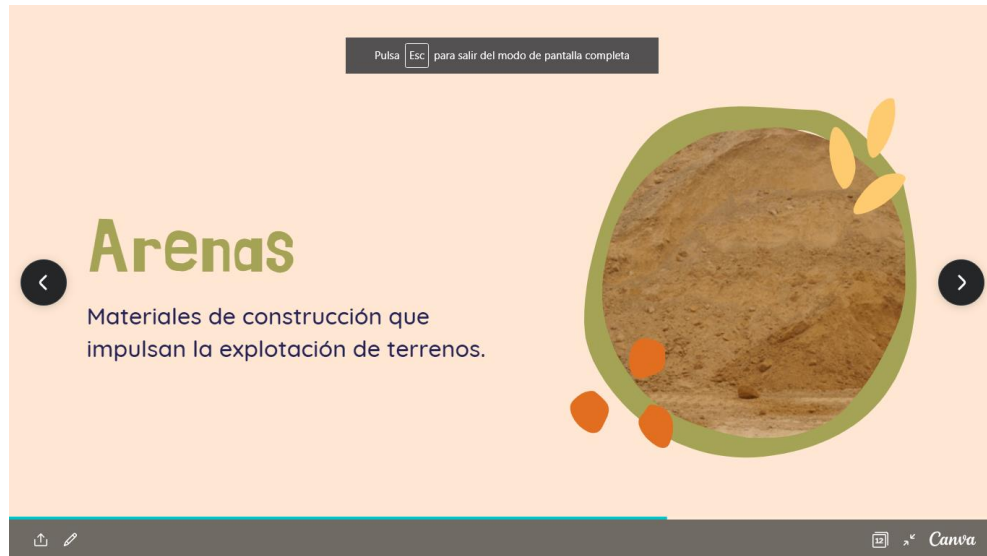 Pulsa Esc para salir del modo de pantalla completa
Arenas
Materiales de construcción que
impulsan la explotación de terrenos.
12
Canva